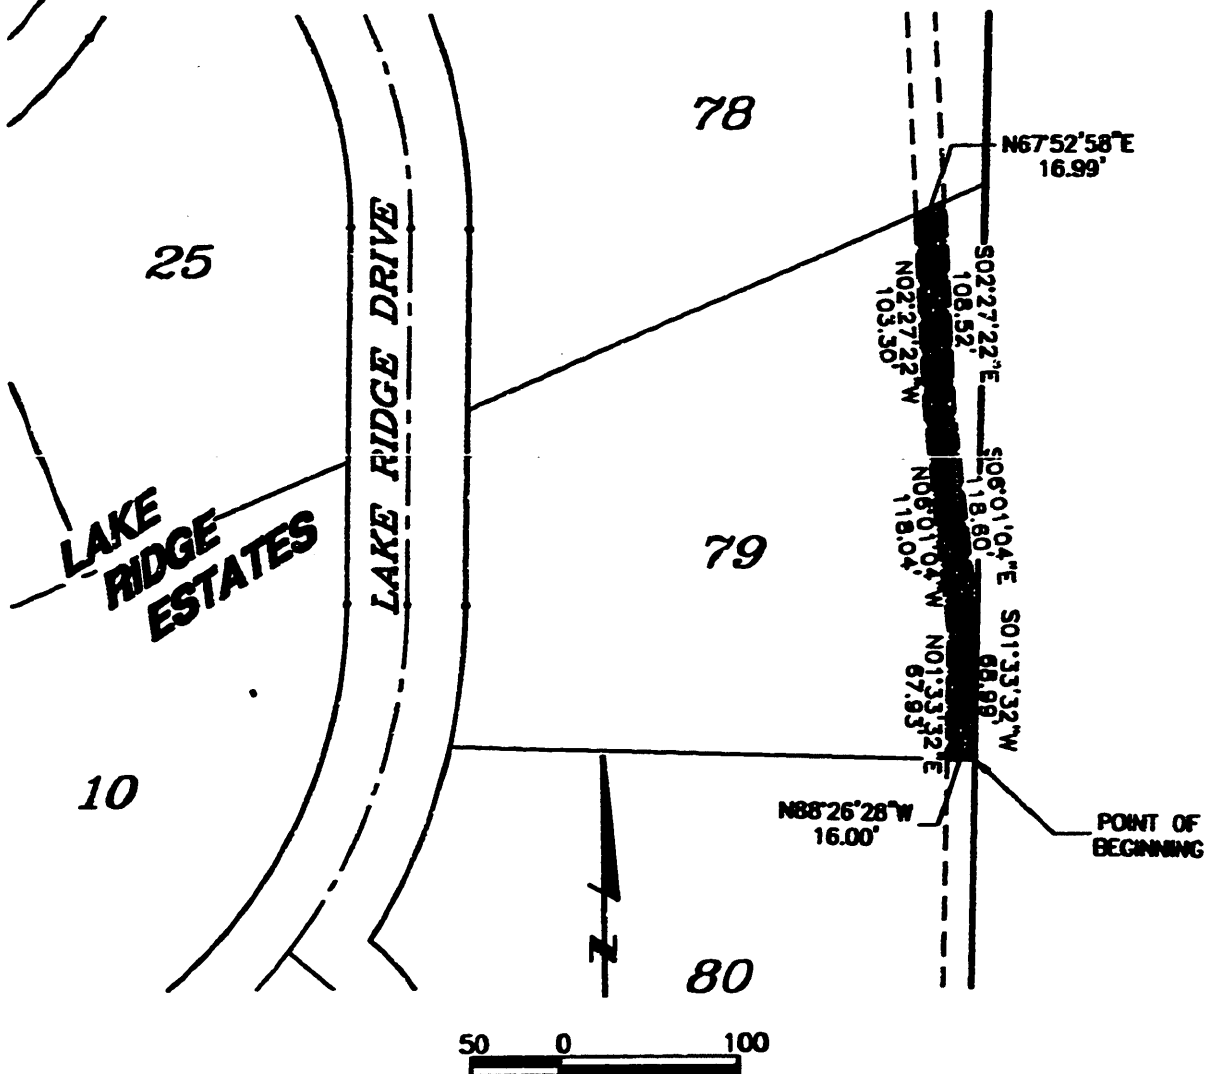 78
N67°52'58"E
16.99'
25
LAKE RIDGE DRIVE
S02°27'22"E
108.52'
N02°27'22"W
103.30'
S06°01'04"E
118.60'
N06°01'04"W
118.04'
LAKE
RIDGE
ESTATES
79
S01°33'32"W
68.99'
N01°33'32"E
67.93'
10
N88°26'28"W
16.00'
POINT OF
BEGINNING
N
80
50 0 100